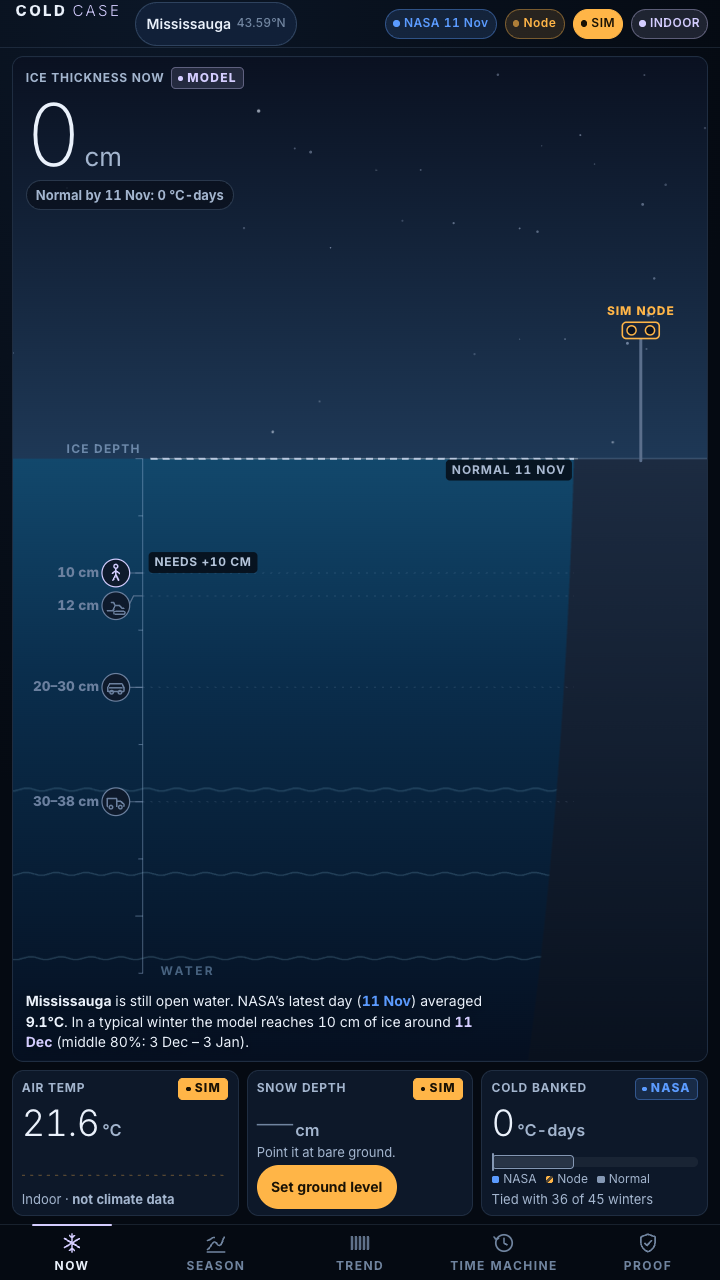 COLD CASE
Mississauga 43.59°N
NASA 11 Nov
Node
SIM
INDOOR
ICE THICKNESS NOW
MODEL
0 cm
Normal by 11 Nov: 0 °C-days
SIM NODE
ICE DEPTH
NORMAL 11 NOV
10 cm
NEEDS +10 CM
12 cm
20–30 cm
30–38 cm
WATER
Mississauga is still open water. NASA's latest day (11 Nov) averaged
9.1°C. In a typical winter the model reaches 10 cm of ice around 11
Dec (middle 80%: 3 Dec – 3 Jan).
AIR TEMP
SIM
21.6 °C
Indoor · not climate data
SNOW DEPTH
SIM
— cm
Point it at bare ground.
Set ground level
COLD BANKED
NASA
0 °C-days
NASA Node Normal
Tied with 36 of 45 winters
NOW
SEASON
TREND
TIME MACHINE
PROOF